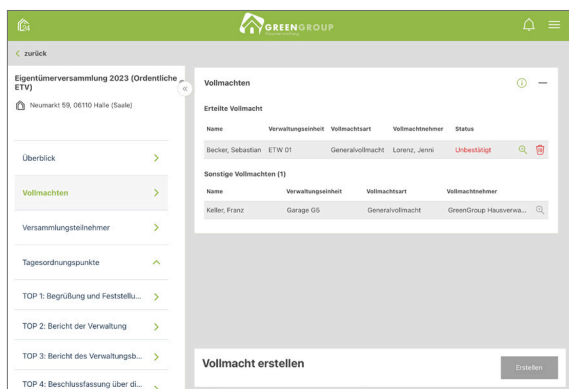 GREENGROUP
zurück
Eigentümerversammlung 2023 (Ordentliche
ETV)
Neumarkt 59, 06110 Halle (Saale)
Überblick
Vollmachten
Versammlungsteilnehmer
Tagesordnungspunkte
TOP 1: Begrüßung und Feststellu...
TOP 2: Bericht der Verwaltung
TOP 3: Bericht des Verwaltungsb...
TOP 4: Beschlussfassung über di...
Vollmachten
Erteilte Vollmacht
Name Verwaltungseinheit Vollmachtsart Vollmachtnehmer Status
Becker, Sebastian ETW 01 Generalvollmacht Lorenz, Jenni Unbestätigt
Sonstige Vollmachten (1)
Name Verwaltungseinheit Vollmachtsart Vollmachtnehmer
Keller, Franz Garage G5 Generalvollmacht GreenGroup Hausverwa...
Vollmacht erstellen
Erstellen